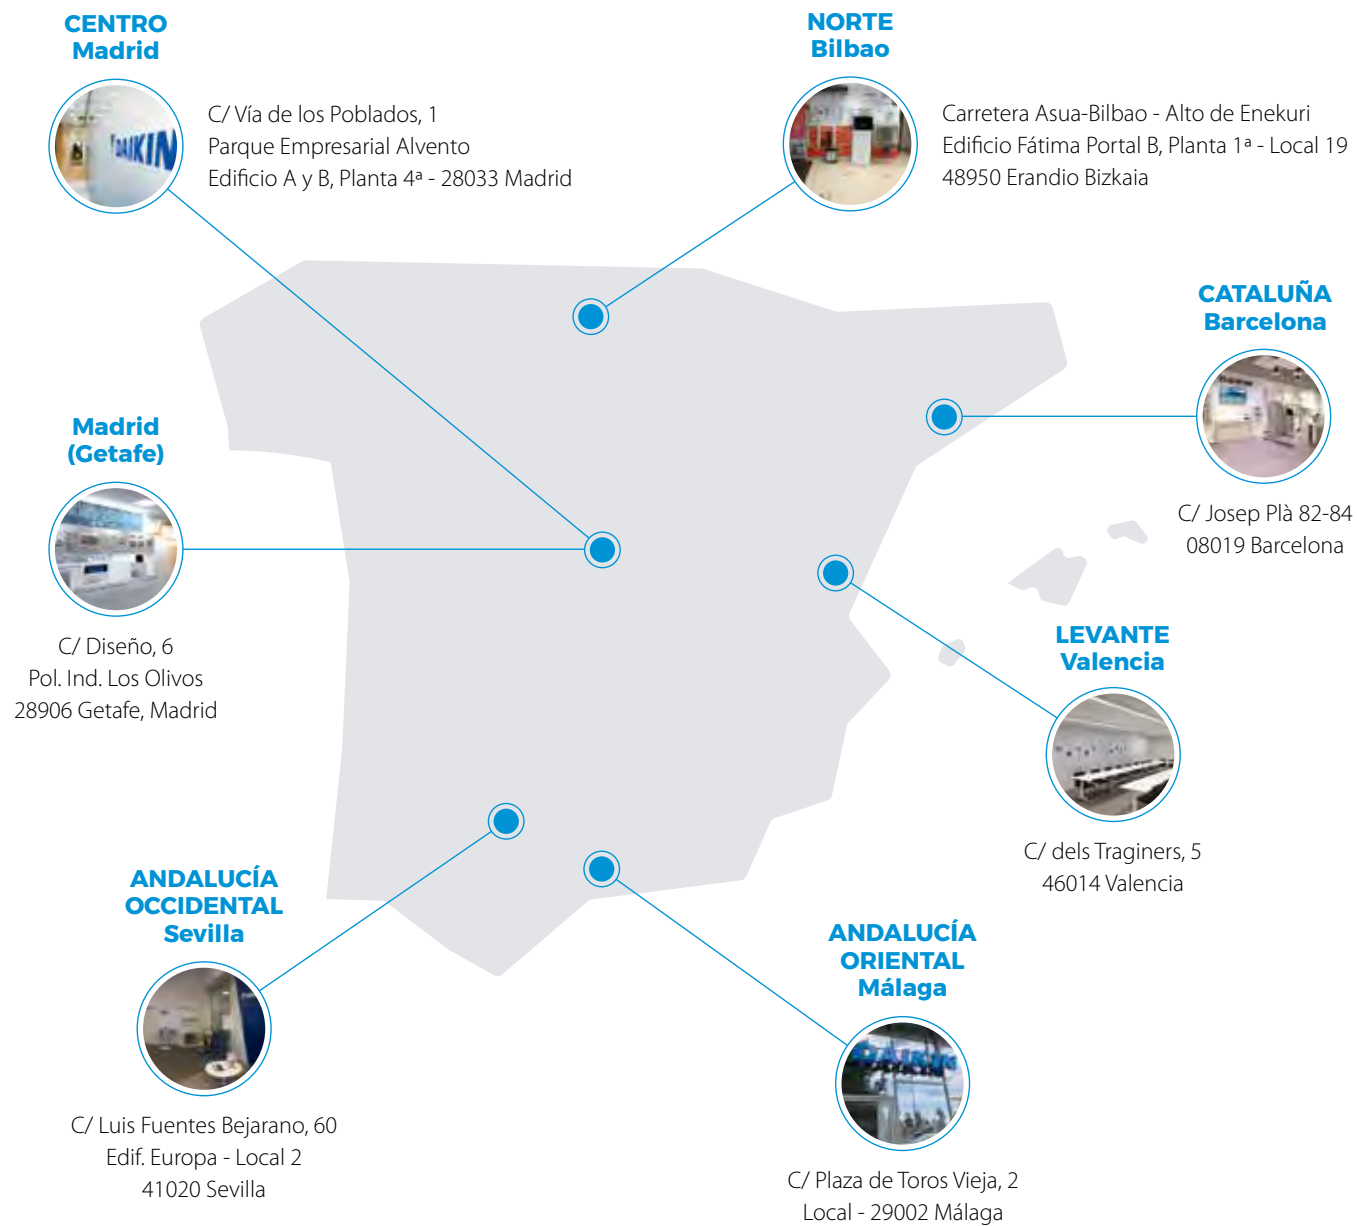 CENTRO
Madrid
DAIKIN
C/ Vía de los Poblados, 1
Parque Empresarial Alvento
Edificio A y B, Planta 4ª - 28033 Madrid
NORTE
Bilbao
Carretera Asua-Bilbao - Alto de Enekuri
Edificio Fátima Portal B, Planta 1ª - Local 19
48950 Erandio Bizkaia
CATALUÑA
Barcelona
C/ Josep Plà 82-84
08019 Barcelona
Madrid
(Getafe)
C/ Diseño, 6
Pol. Ind. Los Olivos
28906 Getafe, Madrid
LEVANTE
Valencia
C/ dels Traginers, 5
46014 Valencia
ANDALUCÍA
OCCIDENTAL
Sevilla
C/ Luis Fuentes Bejarano, 60
Edif. Europa - Local 2
41020 Sevilla
ANDALUCÍA
ORIENTAL
Málaga
DAIKIN
C/ Plaza de Toros Vieja, 2
Local - 29002 Málaga